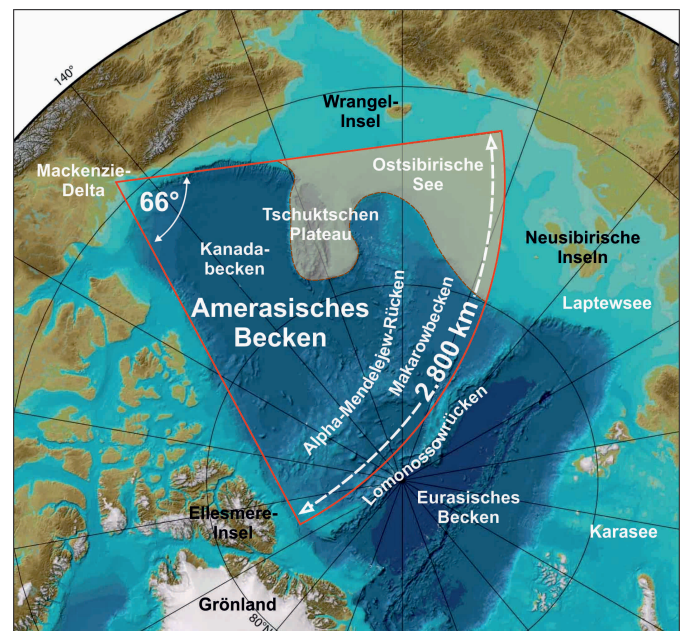 140°
Wrangel-
Insel
Mackenzie-
Delta
Ostsibirische
See
66°
Tschuktschen
Plateau
Kanada-
becken
Neusibirische
Inseln
Amerasisches
Becken
Laptewsee
Alpha-Mendelejew-Rücken
Makarowbecken
2.800 km
Lomonossowrücken
Eurasisches
Becken
Ellesmere-
Insel
Karasee
Grönland
80°N